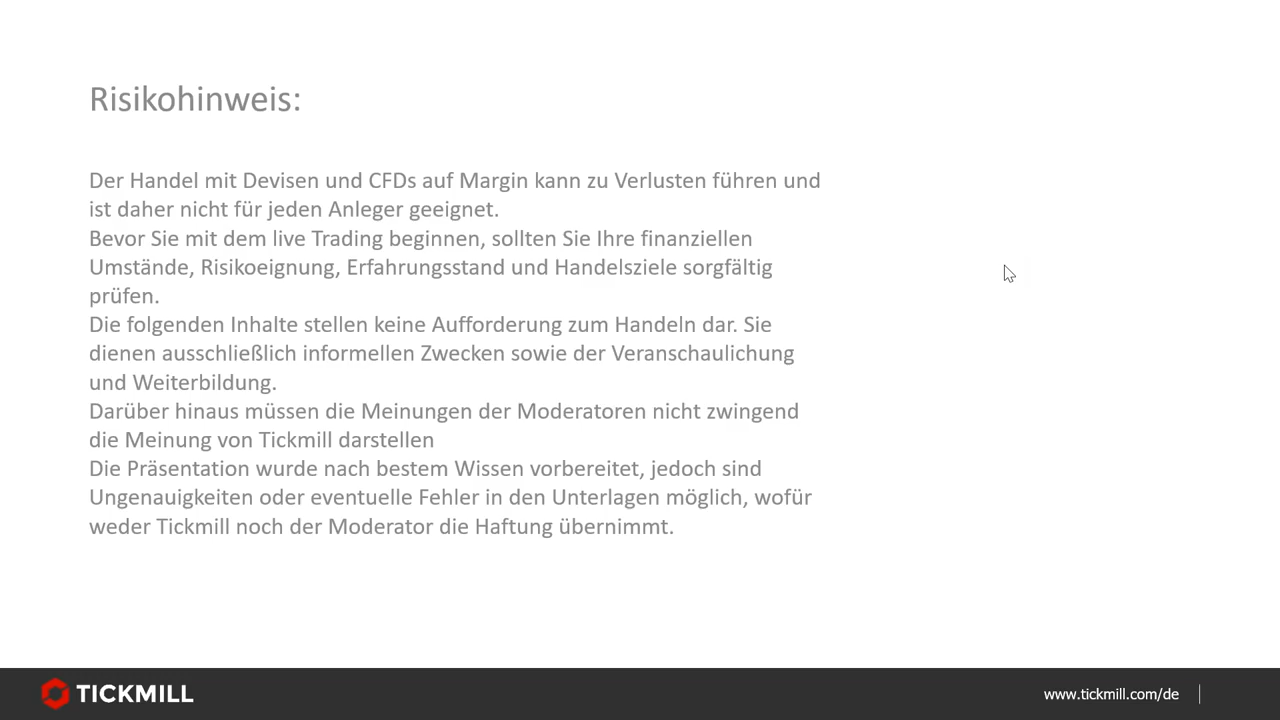 Risikohinweis:
Der Handel mit Devisen und CFDs auf Margin kann zu Verlusten führen und
ist daher nicht für jeden Anleger geeignet.
Bevor Sie mit dem live Trading beginnen, sollten Sie Ihre finanziellen
Umstände, Risikoeignung, Erfahrungsstand und Handelsziele sorgfältig
prüfen.
Die folgenden Inhalte stellen keine Aufforderung zum Handeln dar. Sie
dienen ausschließlich informellen Zwecken sowie der Veranschaulichung
und Weiterbildung.
Darüber hinaus müssen die Meinungen der Moderatoren nicht zwingend
die Meinung von Tickmill darstellen
Die Präsentation wurde nach bestem Wissen vorbereitet, jedoch sind
Ungenauigkeiten oder eventuelle Fehler in den Unterlagen möglich, wofür
weder Tickmill noch der Moderator die Haftung übernimmt.
TICKMILL
www.tickmill.com/de